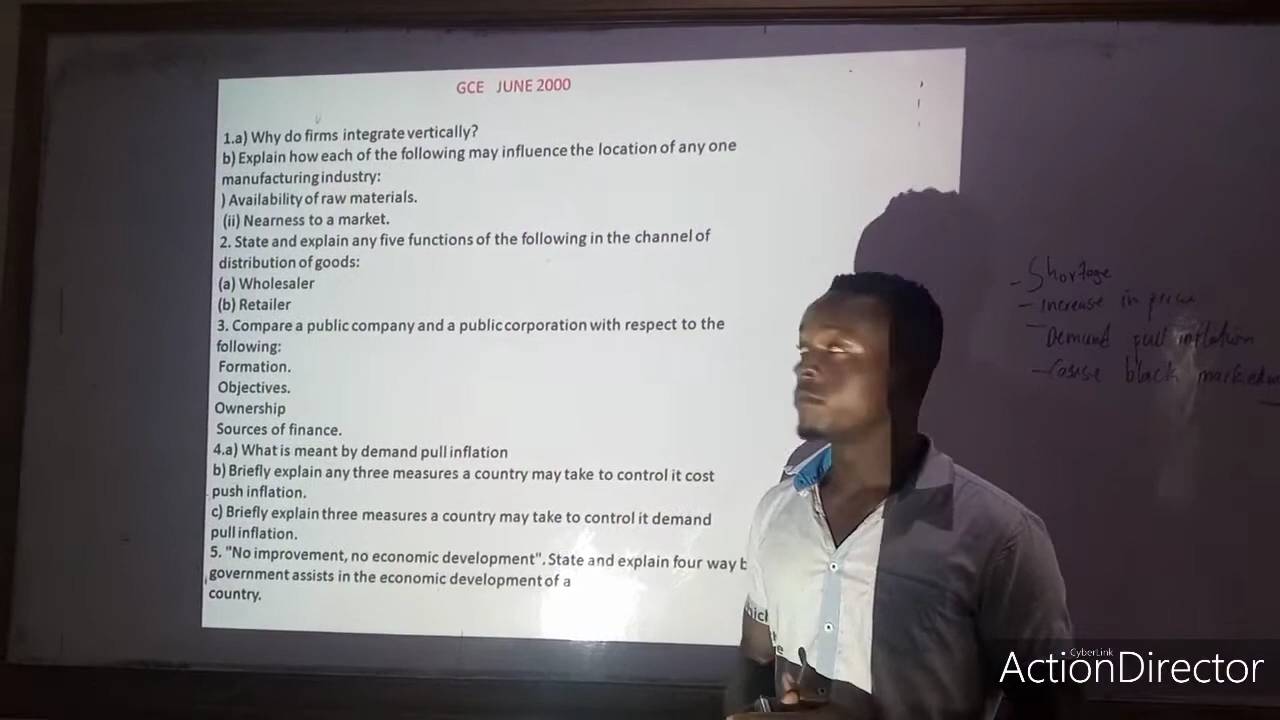 GCE JUNE 2000
1.a) Why do firms integrate vertically?
b) Explain how each of the following may influence the location of any one
manufacturing industry:
) Availability of raw materials.
(ii) Nearness to a market.
2. State and explain any five functions of the following in the channel of
distribution of goods:
(a) Wholesaler
(b) Retailer
3. Compare a public company and a public corporation with respect to the
following:
Formation.
Objectives.
Ownership
Sources of finance.
4.a) What is meant by demand pull inflation
b) Briefly explain any three measures a country may take to control it cost
push inflation.
c) Briefly explain three measures a country may take to control it demand
pull inflation.
5. "No improvement, no economic development". State and explain four way b
hich
government assists in the economic development of a
country.
- Shortage
- increase in price
- Demand pull inflation
- Cause black market
CyberLink
ActionDirector